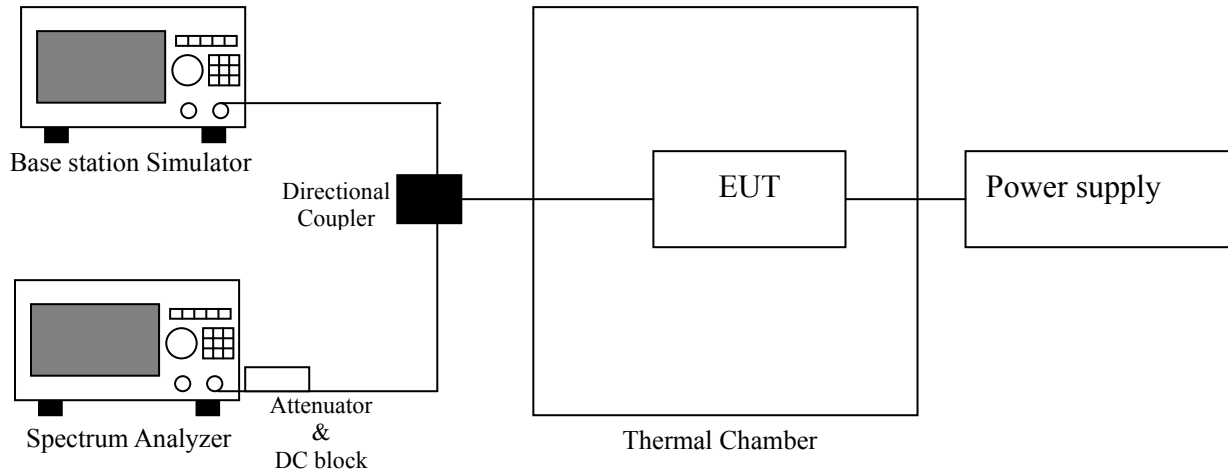 Base station Simulator
Directional
Coupler
EUT
Power supply
Spectrum Analyzer
Attenuator
&
DC block
Thermal Chamber